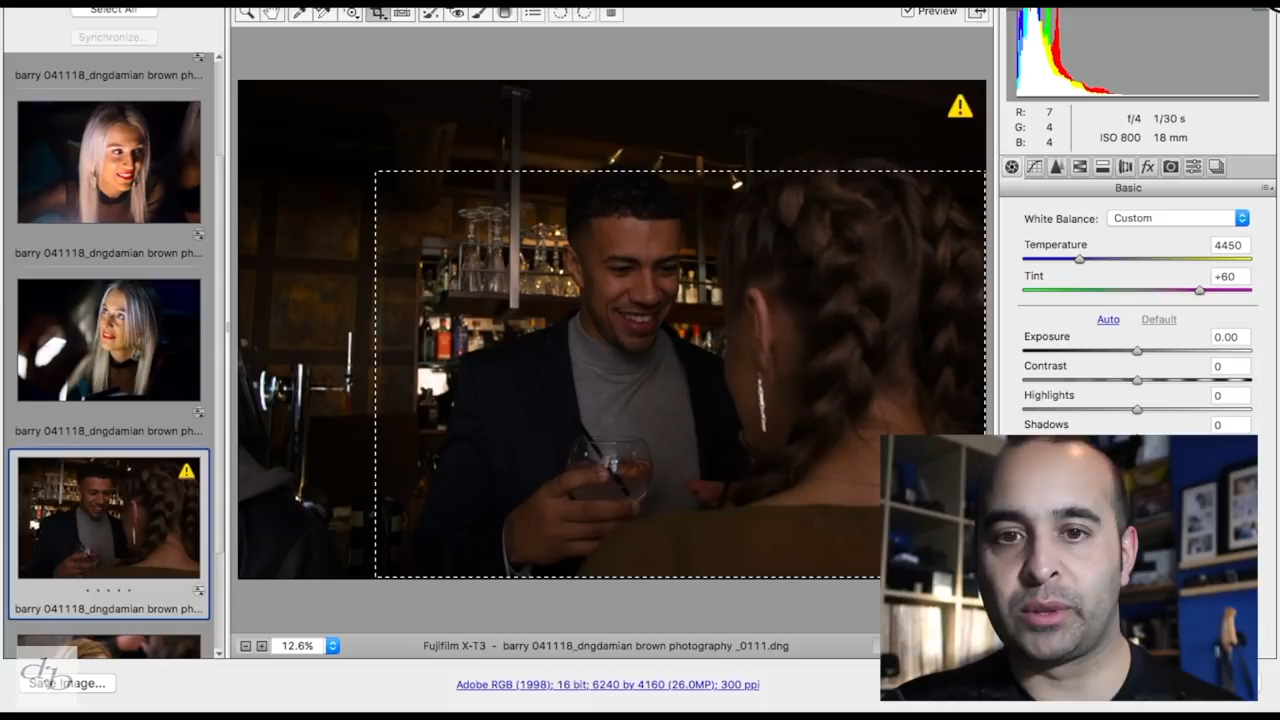 Select All
Synchronize...
Preview
barry 041118_dngdamian brown ph...
barry 041118_dngdamian brown ph...
barry 041118_dngdamian brown ph...
barry 041118_dngdamian brown ph...
R: 7
G: 4
B: 4
f/4 1/30 s
ISO 800 18 mm
fx
Basic
White Balance: Custom
Temperature 4450
Tint +60
Auto Default
Exposure 0.00
Contrast 0
Highlights 0
Shadows 0
12.6%
Fujifilm X-T3 - barry 041118_dngdamian brown photography _0111.dng
db
Save Image...
Adobe RGB (1998); 16 bit; 6240 by 4160 (26.0MP); 300 ppi